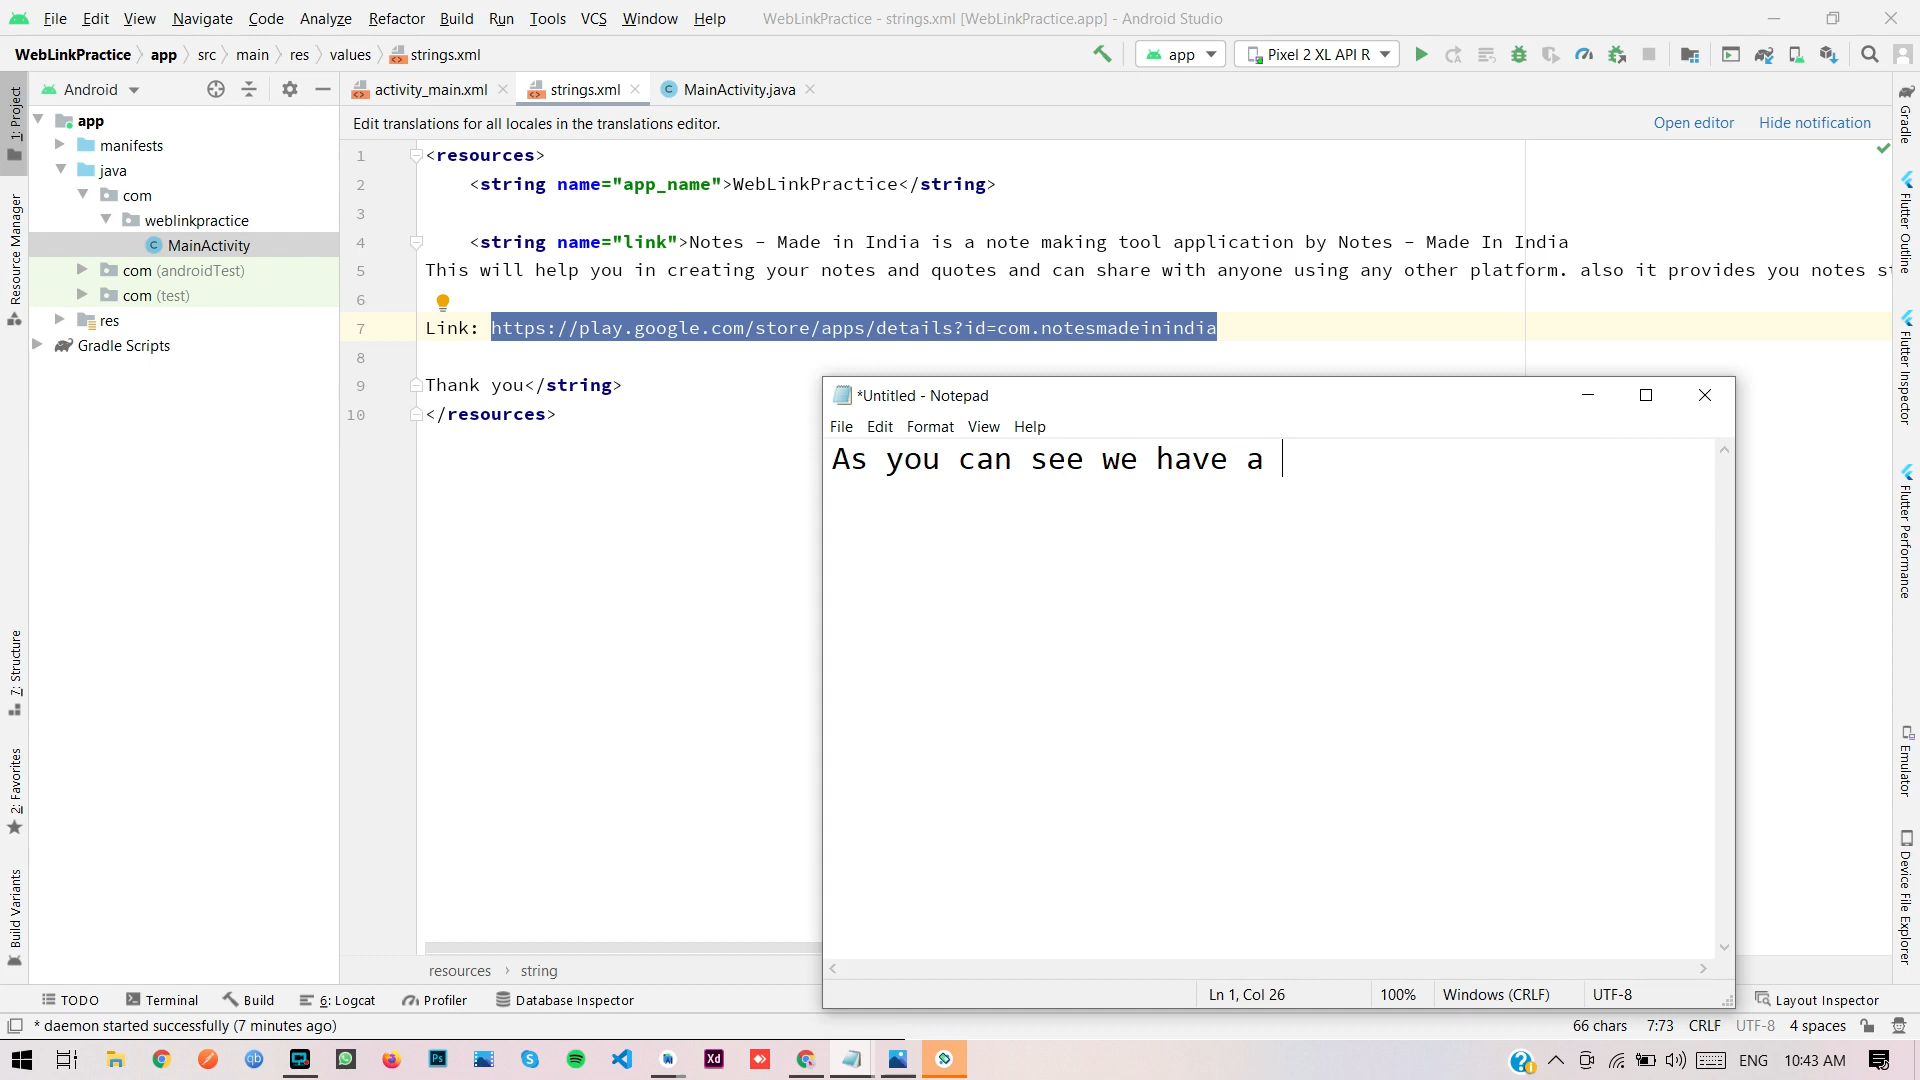 File Edit View Navigate Code Analyze Refactor Build Run Tools VCS Window Help WebLinkPractice - strings.xml [WebLinkPractice.app] - Android Studio
WebLinkPractice app src main res values strings.xml app Pixel 2 XL API R
Android activity_main.xml strings.xml MainActivity.java
Edit translations for all locales in the translations editor. Open editor Hide notification
app
manifests
java
com
weblinkpractice
MainActivity
com (androidTest)
com (test)
res
Gradle Scripts
1 <resources>
2 <string name="app_name">WebLinkPractice</string>
3
4 <string name="link">Notes - Made in India is a note making tool application by Notes - Made In India
5 This will help you in creating your notes and quotes and can share with anyone using any other platform. also it provides you notes s
6
7 Link: https://play.google.com/store/apps/details?id=com.notesmadeinindia
8
9 Thank you</string>
10 </resources>
*Untitled - Notepad
File Edit Format View Help
As you can see we have a
Ln 1, Col 26 100% Windows (CRLF) UTF-8
resources › string
1: Project
Resource Manager
7: Structure
2: Favorites
Build Variants
Gradle
Flutter Outline
Flutter Inspector
Flutter Performance
Emulator
Device File Explorer
TODO Terminal Build 6: Logcat Profiler Database Inspector Layout Inspector
* daemon started successfully (7 minutes ago) 66 chars 7:73 CRLF UTF-8 4 spaces
qb Ps Xd ENG 10:43 AM